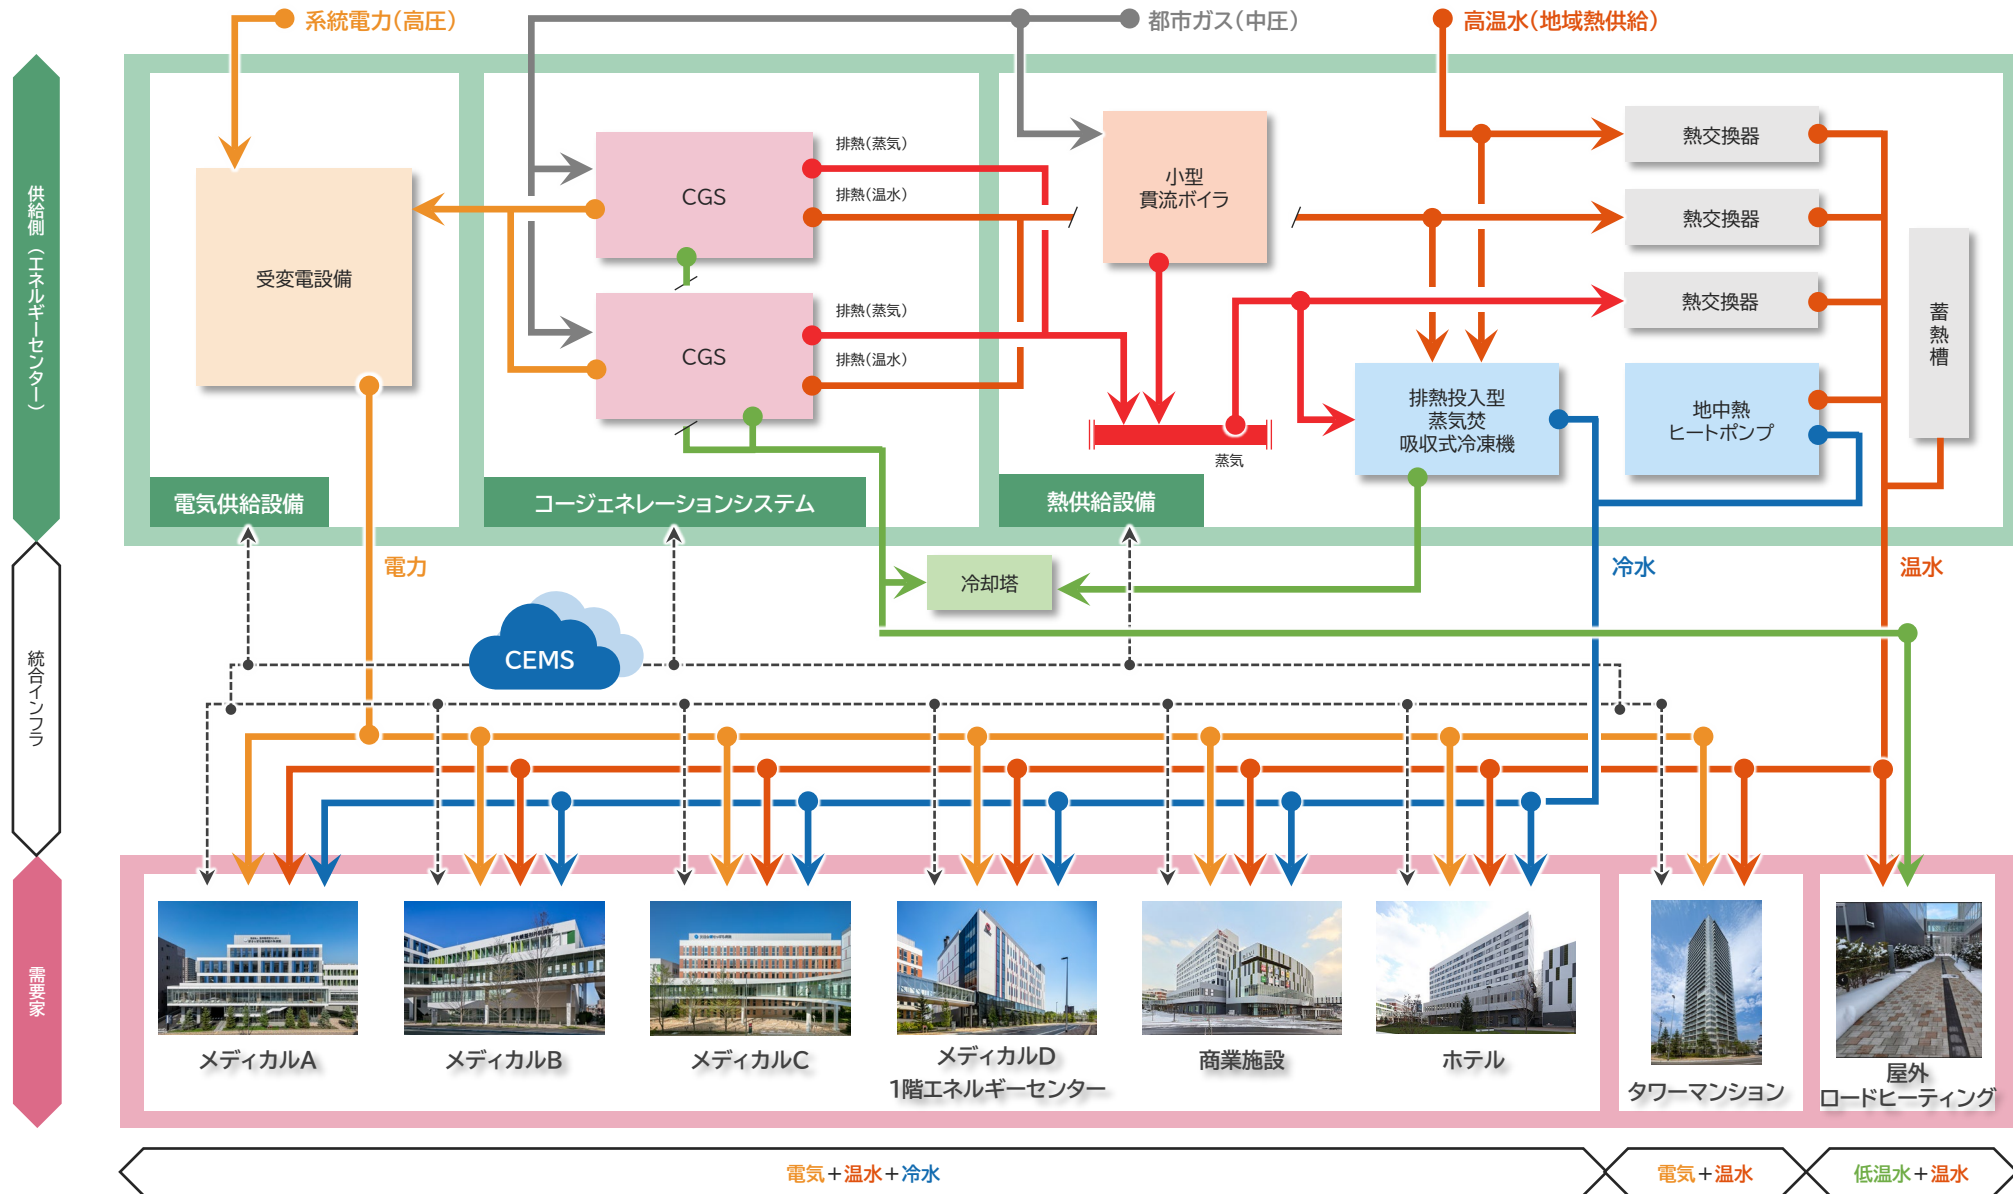 系統電力(高圧)
都市ガス(中圧)
高温水(地域熱供給)
供給側(エネルギーセンター)
統合インフラ
需要家
受変電設備
CGS
CGS
排熱(蒸気)
排熱(温水)
排熱(蒸気)
排熱(温水)
小型
貫流ボイラ
熱交換器
熱交換器
熱交換器
蓄熱槽
排熱投入型
蒸気焚
吸収式冷凍機
地中熱
ヒートポンプ
蒸気
電気供給設備
コージェネレーションシステム
熱供給設備
電力
冷却塔
冷水
温水
CEMS
メディカルA
メディカルB
メディカルC
メディカルD
1階エネルギーセンター
商業施設
ホテル
タワーマンション
屋外
ロードヒーティング
電気+温水+冷水
電気+温水
低温水+温水